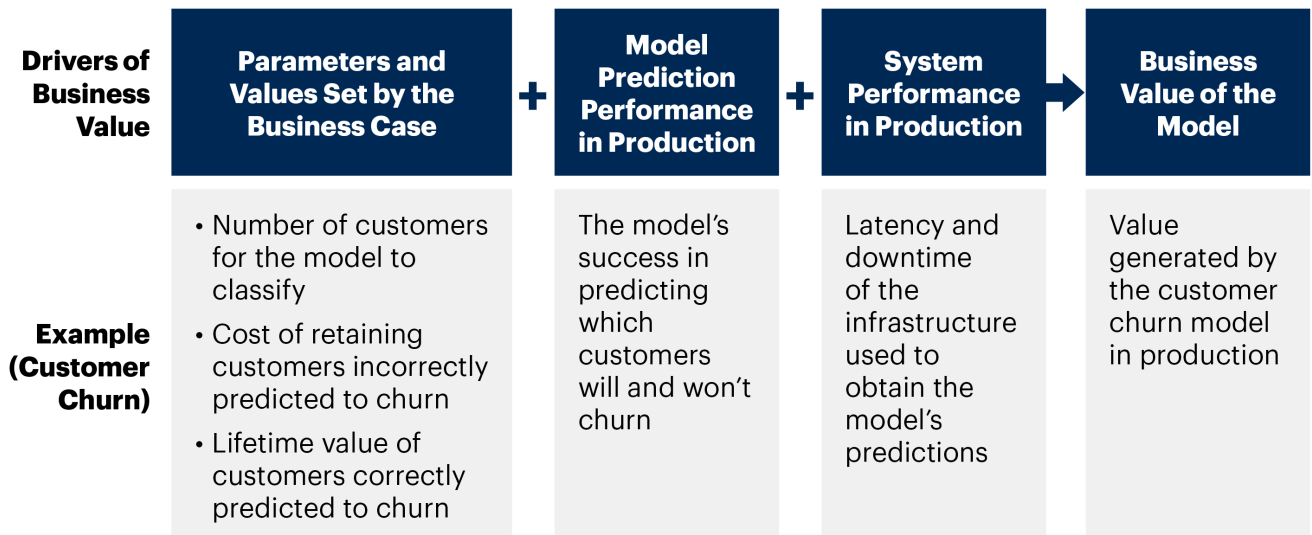 Drivers of
Business
Value
Parameters and
Values Set by the
Business Case
+
Model
Prediction
Performance
in Production
+
System
Performance
in Production
Business
Value of the
Model
Example
(Customer
Churn)
• Number of customers
for the model to
classify
• Cost of retaining
customers incorrectly
predicted to churn
• Lifetime value of
customers correctly
predicted to churn
The model’s
success in
predicting
which
customers
will and won’t
churn
Latency and
downtime
of the
infrastructure
used to
obtain the
model’s
predictions
Value
generated by
the customer
churn model
in production